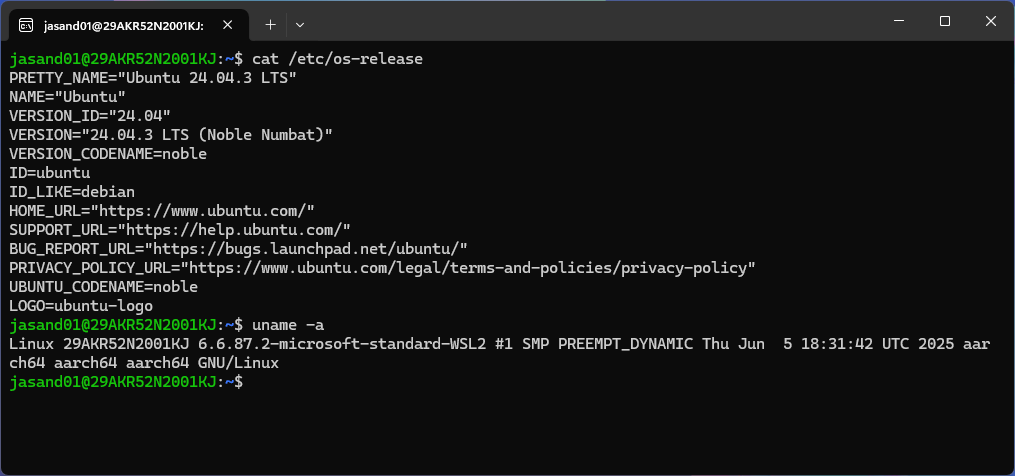 jasand01@29AKR52N2001KJ:
jasand01@29AKR52N2001KJ:~$ cat /etc/os-release
PRETTY_NAME="Ubuntu 24.04.3 LTS"
NAME="Ubuntu"
VERSION_ID="24.04"
VERSION="24.04.3 LTS (Noble Numbat)"
VERSION_CODENAME=noble
ID=ubuntu
ID_LIKE=debian
HOME_URL="https://www.ubuntu.com/"
SUPPORT_URL="https://help.ubuntu.com/"
BUG_REPORT_URL="https://bugs.launchpad.net/ubuntu/"
PRIVACY_POLICY_URL="https://www.ubuntu.com/legal/terms-and-policies/privacy-policy"
UBUNTU_CODENAME=noble
LOGO=ubuntu-logo
jasand01@29AKR52N2001KJ:~$ uname -a
Linux 29AKR52N2001KJ 6.6.87.2-microsoft-standard-WSL2 #1 SMP PREEMPT_DYNAMIC Thu Jun  5 18:31:42 UTC 2025 aar
ch64 aarch64 aarch64 GNU/Linux
jasand01@29AKR52N2001KJ:~$